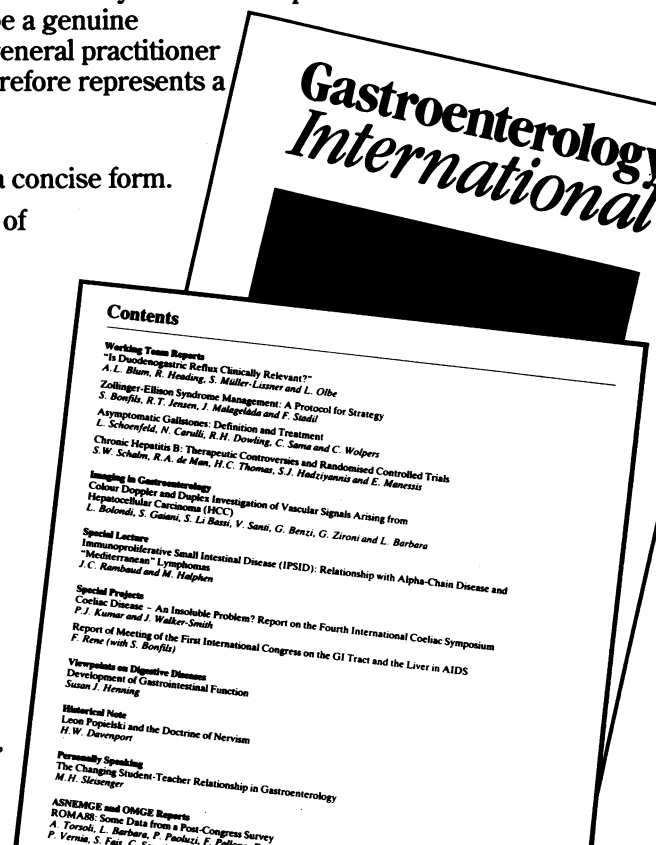 be a genuine
general practitioner
refore represents a
a concise form.
of
Gastroenterology
International
Contents
Working Team Reports
"Is Duodenogastric Reflux Clinically Relevant?"
A.L. Blum, R. Heading, S. Müller-Lissner and L. Olbe
Zollinger-Ellison Syndrome Management: A Protocol for Strategy
S. Bonfils, R.T. Jensen, J. Malagelada and F. Stadil
Asymptomatic Gallstones: Definition and Treatment
L. Schoenfeld, N. Carulli, R.H. Dowling, C. Sama and C. Wolpers
Chronic Hepatitis B: Therapeutic Controversies and Randomised Controlled Trials
S.W. Schalm, R.A. de Man, H.C. Thomas, S.J. Hadziyannis and E. Manessis
Imaging in Gastroenterology
Colour Doppler and Duplex Investigation of Vascular Signals Arising from
Hepatocellular Carcinoma (HCC)
L. Bolondi, S. Gaiani, S. Li Bassi, V. Santi, G. Benzi, G. Zironi and L. Barbara
Special Lecture
Immunoproliferative Small Intestinal Disease (IPSID): Relationship with Alpha-Chain Disease and
"Mediterranean" Lymphomas
J.C. Rambaud and M. Halphen
Special Projects
Coeliac Disease – An Insoluble Problem? Report on the Fourth International Coeliac Symposium
P.J. Kumar and J. Walker-Smith
Report of Meeting of the First International Congress on the GI Tract and the Liver in AIDS
F. Rene (with S. Bonfils)
Viewpoints on Digestive Diseases
Development of Gastrointestinal Function
Susan J. Henning
Historical Note
Leon Popielski and the Doctrine of Nervism
H.W. Davenport
Personally Speaking
The Changing Student-Teacher Relationship in Gastroenterology
M.H. Sleisenger
ASNEMGE and OMGE Reports
ROMA88: Some Data from a Post-Congress Survey
A. Torsoli, L. Barbara, P. Paoluzi, F.
P. Vernia, S. Fais, C.